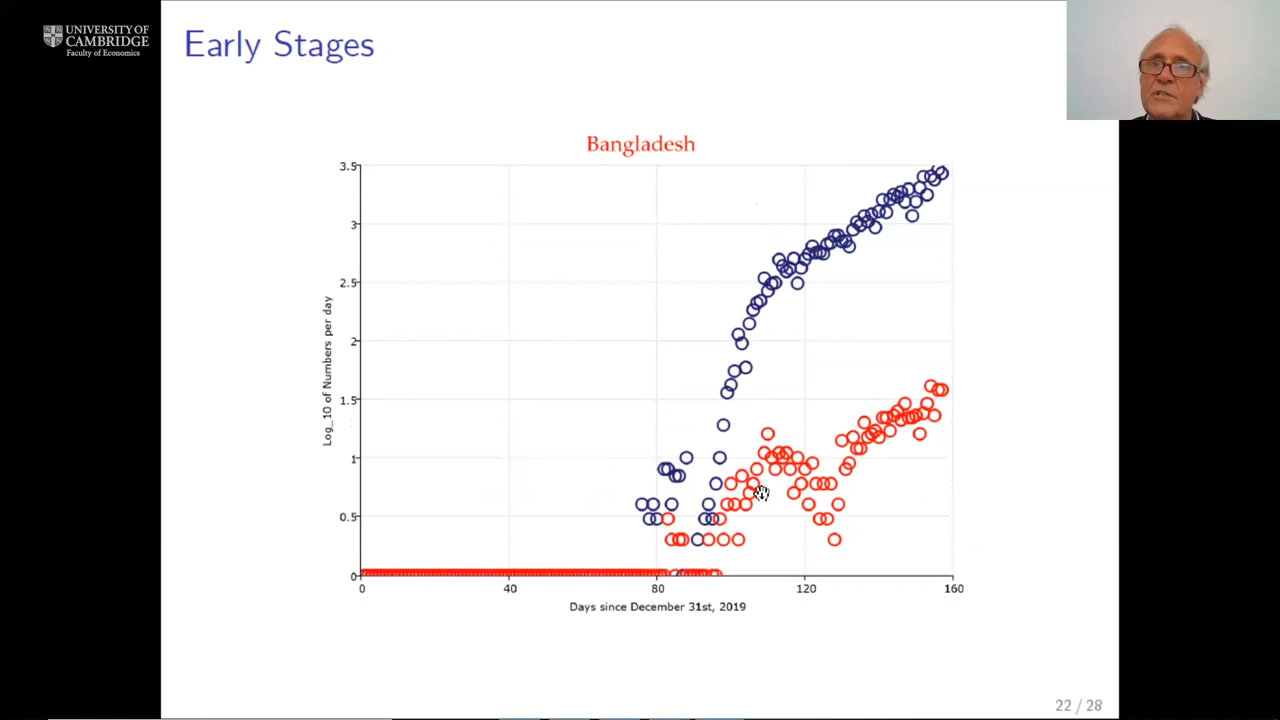 UNIVERSITY OF
CAMBRIDGE
Faculty of Economics
Early Stages
Bangladesh
3.5
3
2.5
2
1.5
1
0.5
0
Log_10 of Numbers per day
0
40
80
120
160
Days since December 31st, 2019
22 / 28